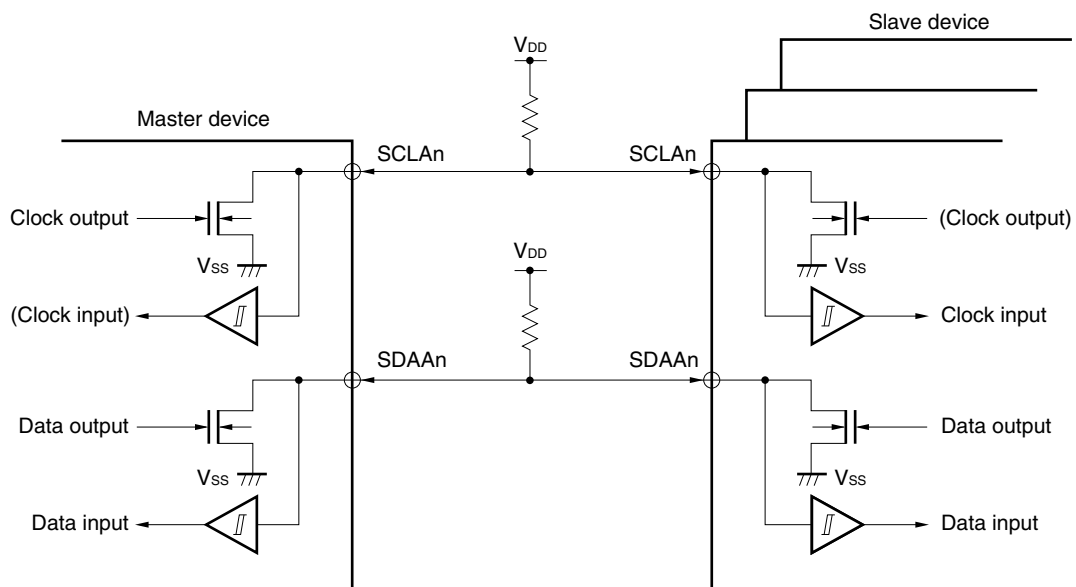 Slave device
VDD
Master device
SCLAn
SCLAn
Clock output
(Clock output)
VSS
VDD
VSS
(Clock input)
Clock input
SDAAn
SDAAn
Data output
Data output
VSS
VSS
Data input
Data input